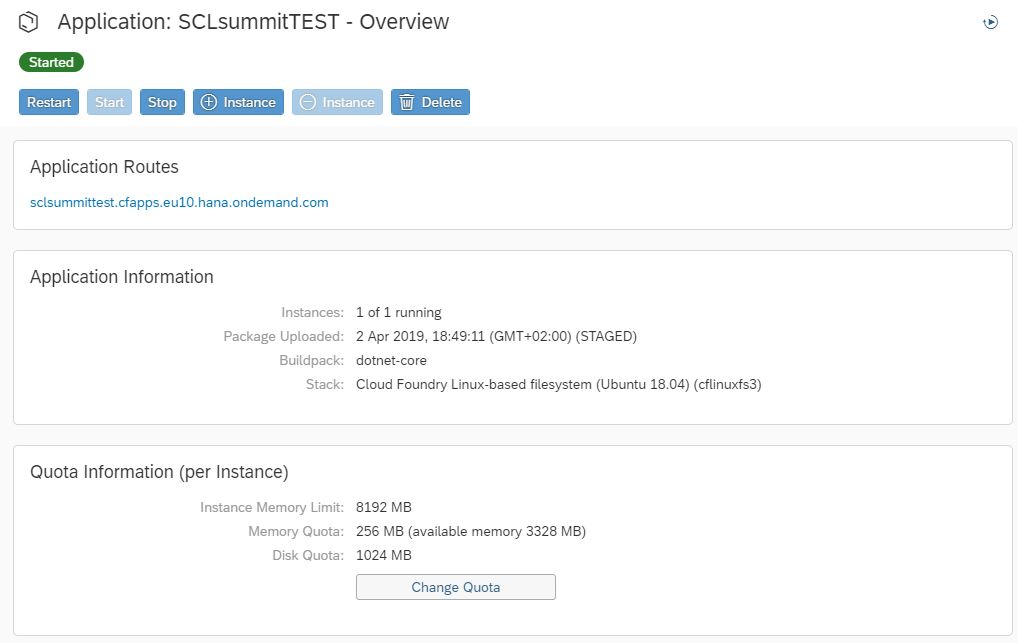 Application: SCLsummitTEST - Overview
Started
Restart Start Stop Instance Instance Delete
Application Routes
sclsummittest.cfapps.eu10.hana.ondemand.com
Application Information
Instances: 1 of 1 running
Package Uploaded: 2 Apr 2019, 18:49:11 (GMT+02:00) (STAGED)
Buildpack: dotnet-core
Stack: Cloud Foundry Linux-based filesystem (Ubuntu 18.04) (cflinuxfs3)
Quota Information (per Instance)
Instance Memory Limit: 8192 MB
Memory Quota: 256 MB (available memory 3328 MB)
Disk Quota: 1024 MB
Change Quota